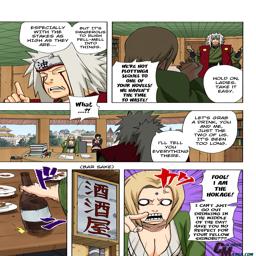 ESPECIALLY
WITH THE
STAKES AS
HIGH AS
THEY ARE...
BUT IT'S
DANGEROUS
TO RUSH
PELL-MELL
INTO
THINGS.
WE'RE NOT
PLOTTING A
SEQUEL TO
ONE OF
YOUR NOVELS!
WE HAVEN'T
THE TIME
TO WASTE!
HOLD ON,
LADIES.
TAKE IT
EASY.
What
...?!
LET'S GRAB
A DRINK, YOU
AND ME,
JUST THE
TWO OF US.
IT'S BEEN
TOO LONG.
I'LL TELL
YOU
EVERYTHING
THERE.
(BAR SAKE)
酒酒屋
FOOL!
I AM
THE
HOKAGE!
I CAN'T JUST
GO OUT
DRINKING IN THE
MIDDLE OF
THE DAY! HAVE
YOU NO
RESPECT FOR
YOUR FELLOW
SHINOBI?!